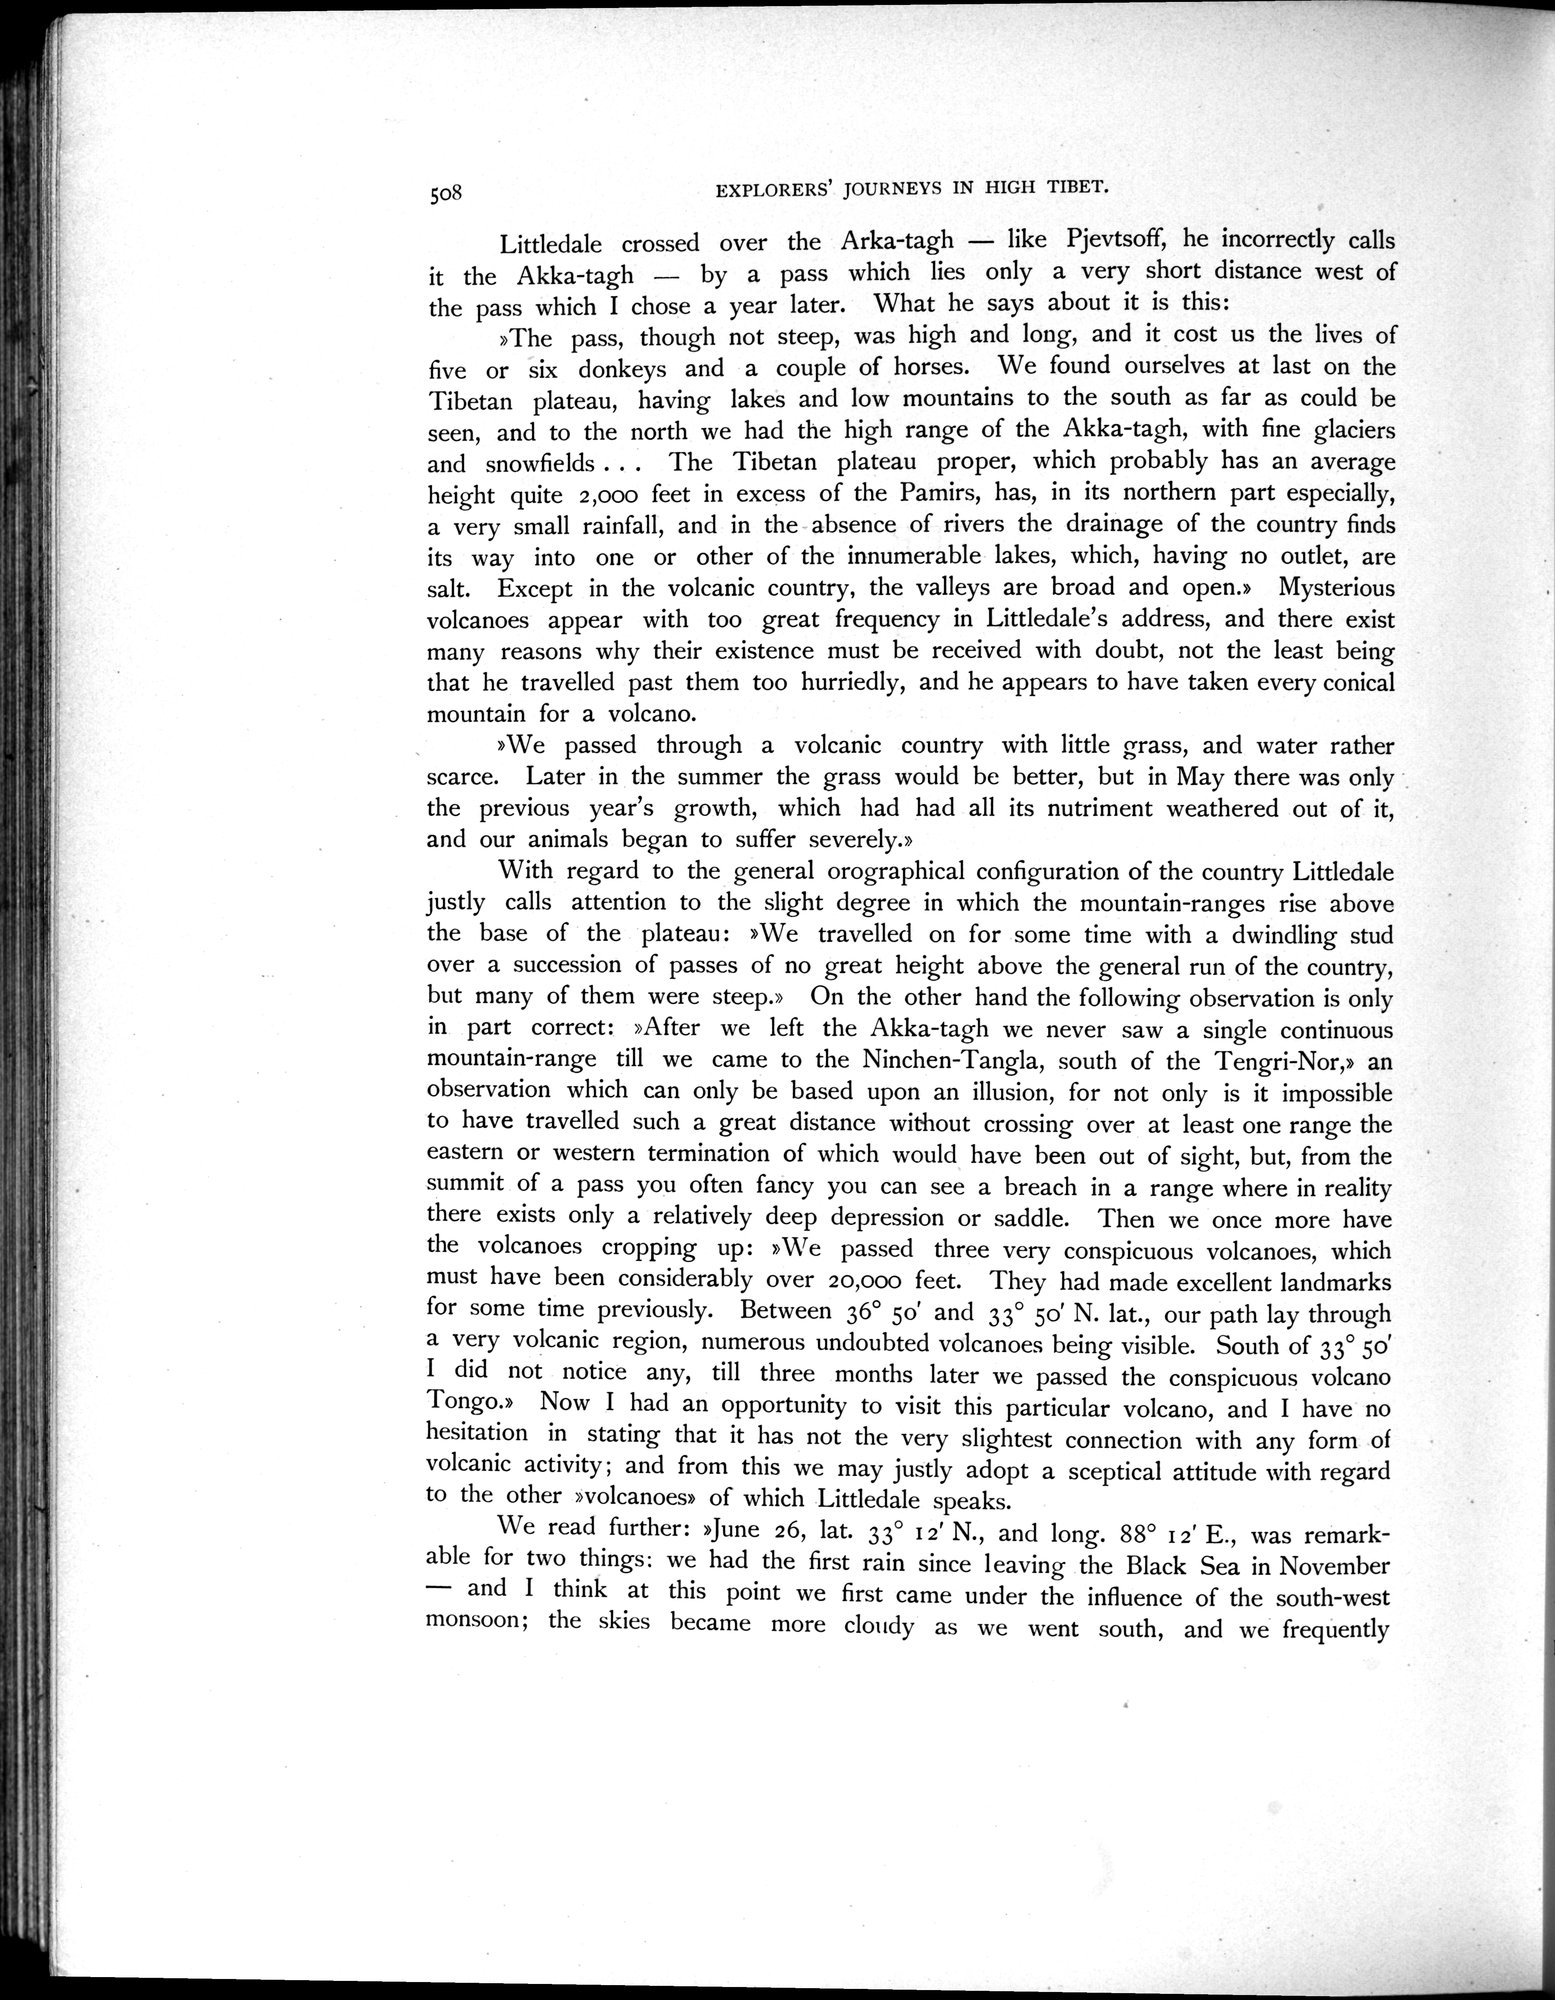 508
EXPLORERS' JOURNEYS IN HIGH TIBET.
Littledale crossed over the Arka-tagh — like Pjevtsoff, he incorrectly calls
it the Akka-tagh — by a pass which lies only a very short distance west of
the pass which I chose a year later. What he says about it is this:
»The pass, though not steep, was high and long, and it cost us the lives of
five or six donkeys and a couple of horses. We found ourselves at last on the
Tibetan plateau, having lakes and low mountains to the south as far as could be
seen, and to the north we had the high range of the Akka-tagh, with fine glaciers
and snowfields . . . The Tibetan plateau proper, which probably has an average
height quite 2,000 feet in excess of the Pamirs, has, in its northern part especially,
a very small rainfall, and in the absence of rivers the drainage of the country finds
its way into one or other of the innumerable lakes, which, having no outlet, are
salt. Except in the volcanic country, the valleys are broad and open.» Mysterious
volcanoes appear with too great frequency in Littledale's address, and there exist
many reasons why their existence must be received with doubt, not the least being
that he travelled past them too hurriedly, and he appears to have taken every conical
mountain for a volcano.
»We passed through a volcanic country with little grass, and water rather
scarce. Later in the summer the grass would be better, but in May there was only
the previous year's growth, which had had all its nutriment weathered out of it,
and our animals began to suffer severely.»
With regard to the general orographical configuration of the country Littledale
justly calls attention to the slight degree in which the mountain-ranges rise above
the base of the plateau: »We travelled on for some time with a dwindling stud
over a succession of passes of no great height above the general run of the country,
but many of them were steep.» On the other hand the following observation is only
in part correct: »After we left the Akka-tagh we never saw a single continuous
mountain-range till we came to the Ninchen-Tangla, south of the Tengri-Nor,» an
observation which can only be based upon an illusion, for not only is it impossible
to have travelled such a great distance without crossing over at least one range the
eastern or western termination of which would have been out of sight, but, from the
summit of a pass you often fancy you can see a breach in a range where in reality
there exists only a relatively deep depression or saddle. Then we once more have
the volcanoes cropping up: »We passed three very conspicuous volcanoes, which
must have been considerably over 20,000 feet. They had made excellent landmarks
for some time previously. Between 36° 50' and 33° 50' N. lat., our path lay through
a very volcanic region, numerous undoubted volcanoes being visible. South of 33° 50'
I did not notice any, till three months later we passed the conspicuous volcano
Tongo.» Now I had an opportunity to visit this particular volcano, and I have no
hesitation in stating that it has not the very slightest connection with any form of
volcanic activity; and from this we may justly adopt a sceptical attitude with regard
to the other »volcanoes» of which Littledale speaks.
We read further: »June 26, lat. 33° 12' N., and long. 88° 12' E., was remark-
able for two things: we had the first rain since leaving the Black Sea in November
— and I think at this point we first came under the influence of the south-west
monsoon; the skies became more cloudy as we went south, and we frequently